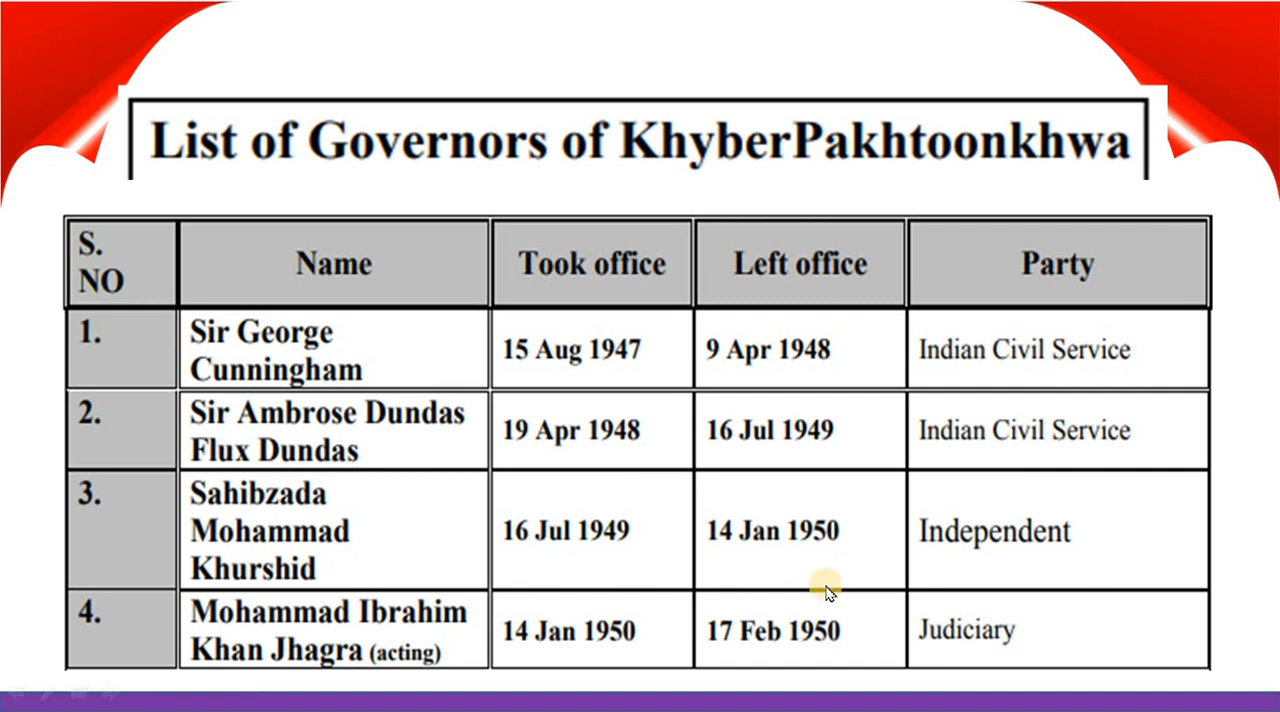 List of Governors of KhyberPakhtoonkhwa
S. NO Name Took office Left office Party
1. Sir George Cunningham 15 Aug 1947 9 Apr 1948 Indian Civil Service
2. Sir Ambrose Dundas Flux Dundas 19 Apr 1948 16 Jul 1949 Indian Civil Service
3. Sahibzada Mohammad Khurshid 16 Jul 1949 14 Jan 1950 Independent
4. Mohammad Ibrahim Khan Jhagra (acting) 14 Jan 1950 17 Feb 1950 Judiciary